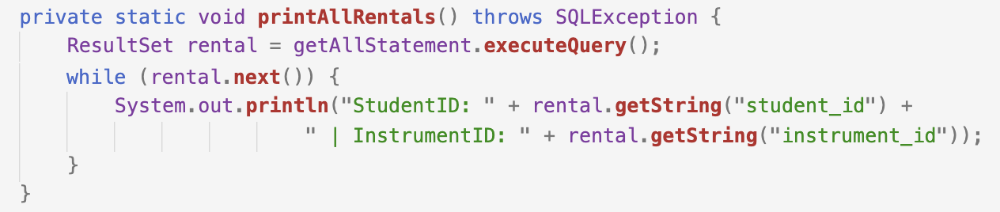 private static void printAllRentals() throws SQLException {
    ResultSet rental = getAllStatement.executeQuery();
    while (rental.next()) {
        System.out.println("StudentID: " + rental.getString("student_id") +
                        " | InstrumentID: " + rental.getString("instrument_id"));
    }
}